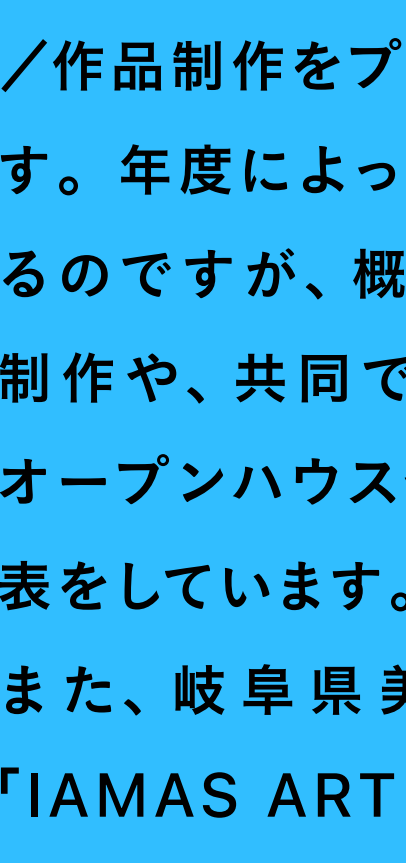 ／作品制作をプ
す。年度によっ
るのですが、概
制作や、共同で
オープンハウス
表をしています。
また、岐阜県美
「IAMAS ART